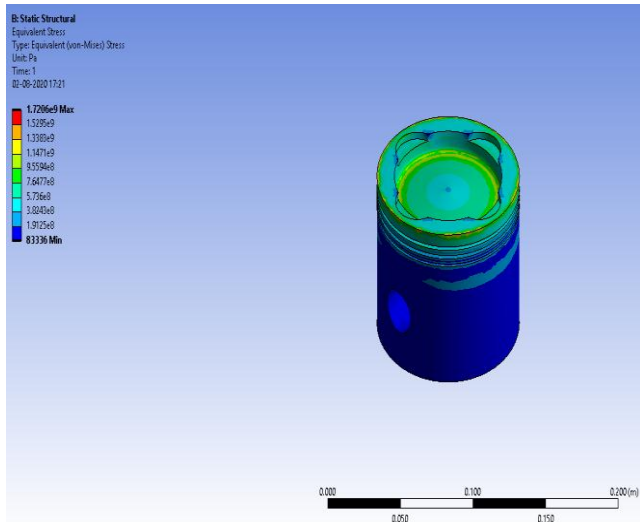 B: Static Structural
Equivalent Stress
Type: Equivalent (von-Mises) Stress
Unit: Pa
Time: 1
02-08-2020 17:21
1.7206e9 Max
1.5295e9
1.3383e9
1.1471e9
9.5594e8
7.6477e8
5.736e8
3.8243e8
1.9125e8
83336 Min
0.000 0.100 0.200 (m)
0.050 0.150